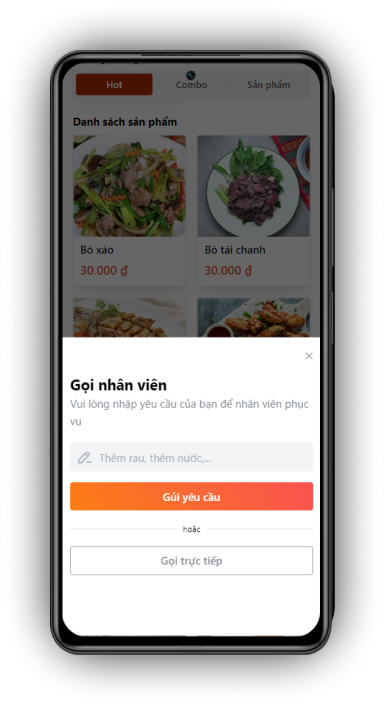 Hot
Combo
Sản phẩm
Danh sách sản phẩm
Bò xáo
Bò tái chanh
30.000 ₫
30.000 ₫
×
Gọi nhân viên
Vui lòng nhập yêu cầu của bạn để nhân viên phục
vụ
Thêm rau, thêm nước,...
Gửi yêu cầu
hoặc
Gọi trực tiếp